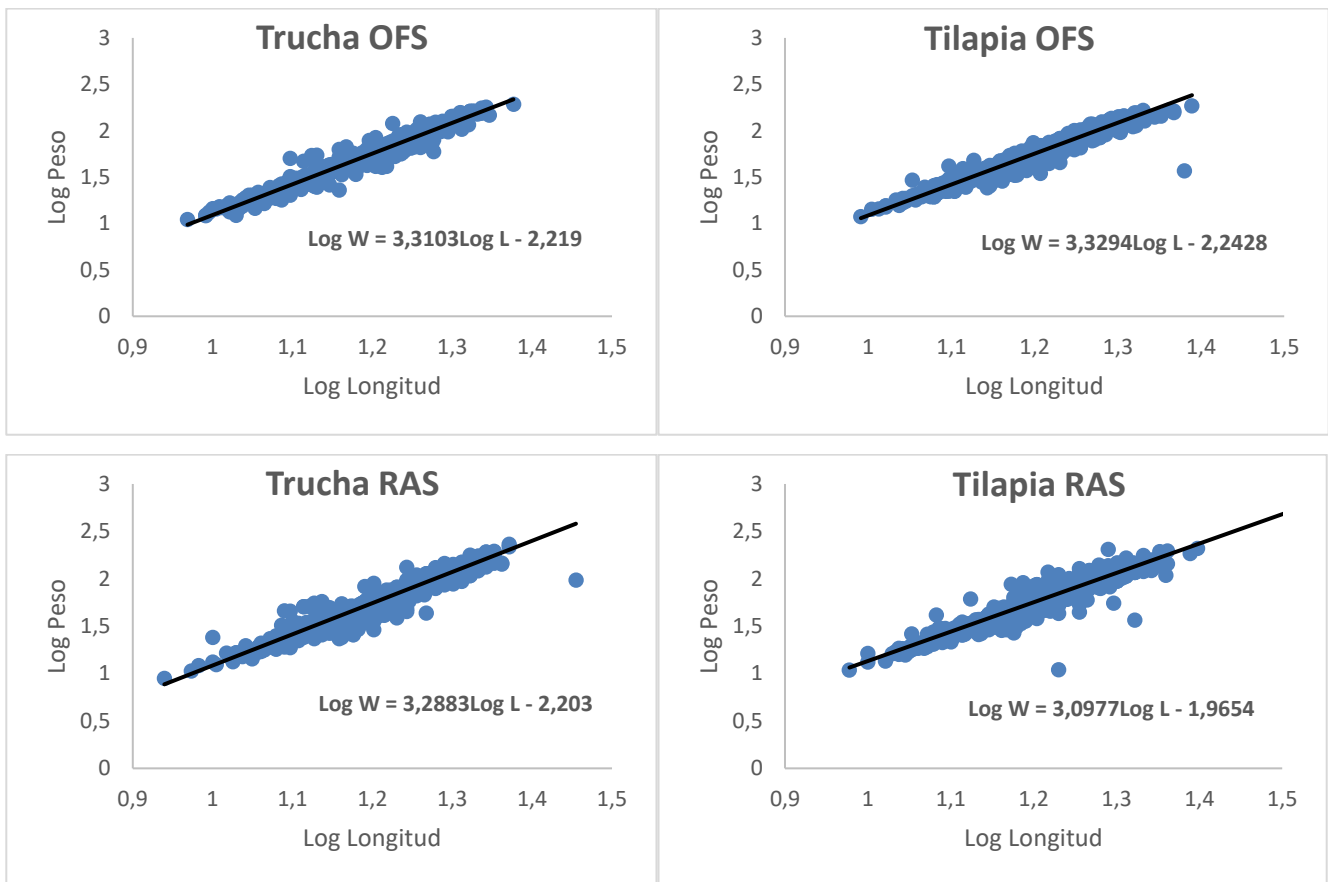 Trucha OFS
3
2,5
2
1,5
1
0,5
0
Log Peso
Log W = 3,3103Log L - 2,219
0,9 1 1,1 1,2 1,3 1,4 1,5
Log Longitud
Tilapia OFS
3
2,5
2
1,5
1
0,5
0
Log Peso
Log W = 3,3294Log L - 2,2428
0,9 1 1,1 1,2 1,3 1,4 1,5
Log Longitud
Trucha RAS
3
2,5
2
1,5
1
0,5
0
Log Peso
Log W = 3,2883Log L - 2,203
0,9 1 1,1 1,2 1,3 1,4 1,5
Log Longitud
Tilapia RAS
3
2,5
2
1,5
1
0,5
0
Log Peso
Log W = 3,0977Log L - 1,9654
0,9 1 1,1 1,2 1,3 1,4 1,5
Log Longitud